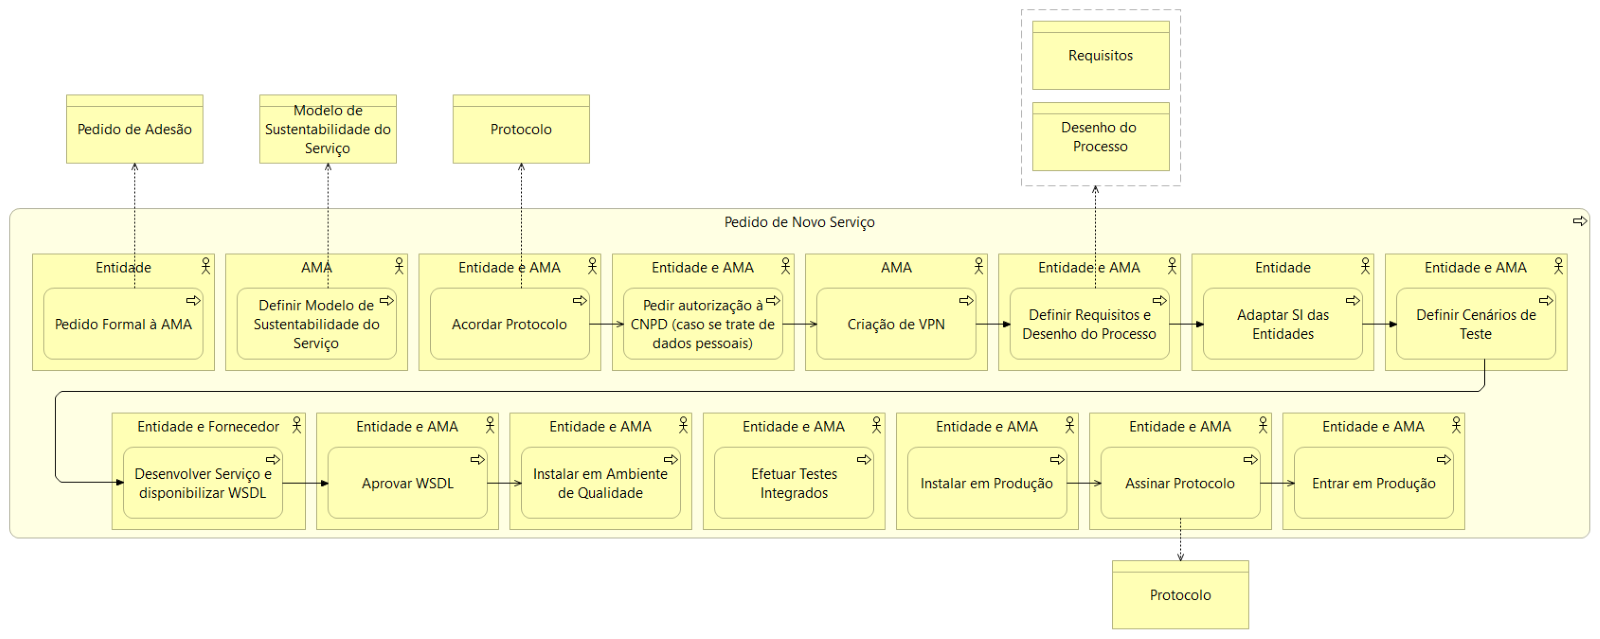 Requisitos
Desenho do
Processo
Pedido de Adesão
Modelo de
Sustentabilidade do
Serviço
Protocolo
Pedido de Novo Serviço
Entidade
Pedido Formal à AMA
AMA
Definir Modelo de
Sustentabilidade do
Serviço
Entidade e AMA
Acordar Protocolo
Entidade e AMA
Pedir autorização à
CNPD (caso se trate de
dados pessoais)
AMA
Criação de VPN
Entidade e AMA
Definir Requisitos e
Desenho do Processo
Entidade
Adaptar SI das
Entidades
Entidade e AMA
Definir Cenários de
Teste
Entidade e Fornecedor
Desenvolver Serviço e
disponibilizar WSDL
Entidade e AMA
Aprovar WSDL
Entidade e AMA
Instalar em Ambiente
de Qualidade
Entidade e AMA
Efetuar Testes
Integrados
Entidade e AMA
Instalar em Produção
Entidade e AMA
Assinar Protocolo
Entidade e AMA
Entrar em Produção
Protocolo